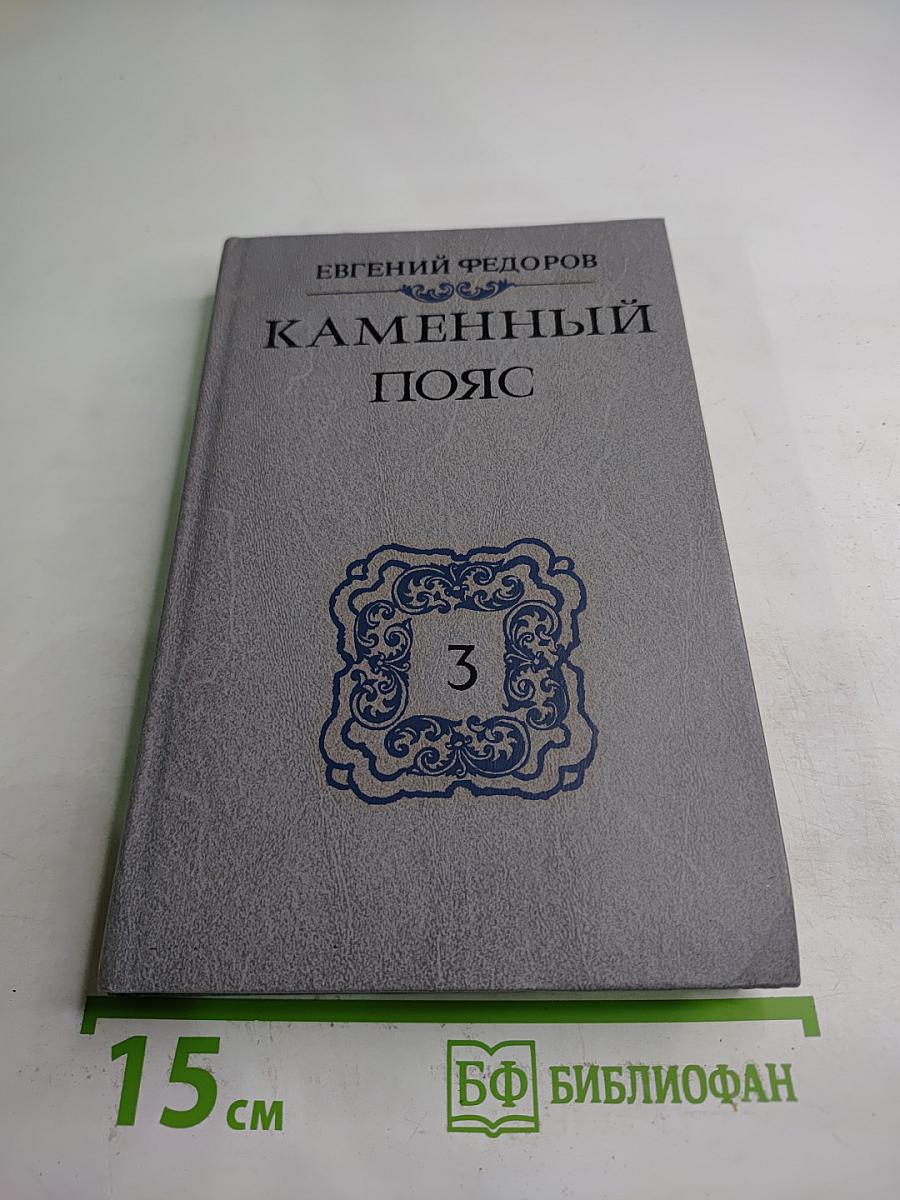 ЕВГЕНИЙ ФЕДОРОВ
КАМЕННЫЙ
ПОЯС
3
15 см
БФ БИБЛИОФАН